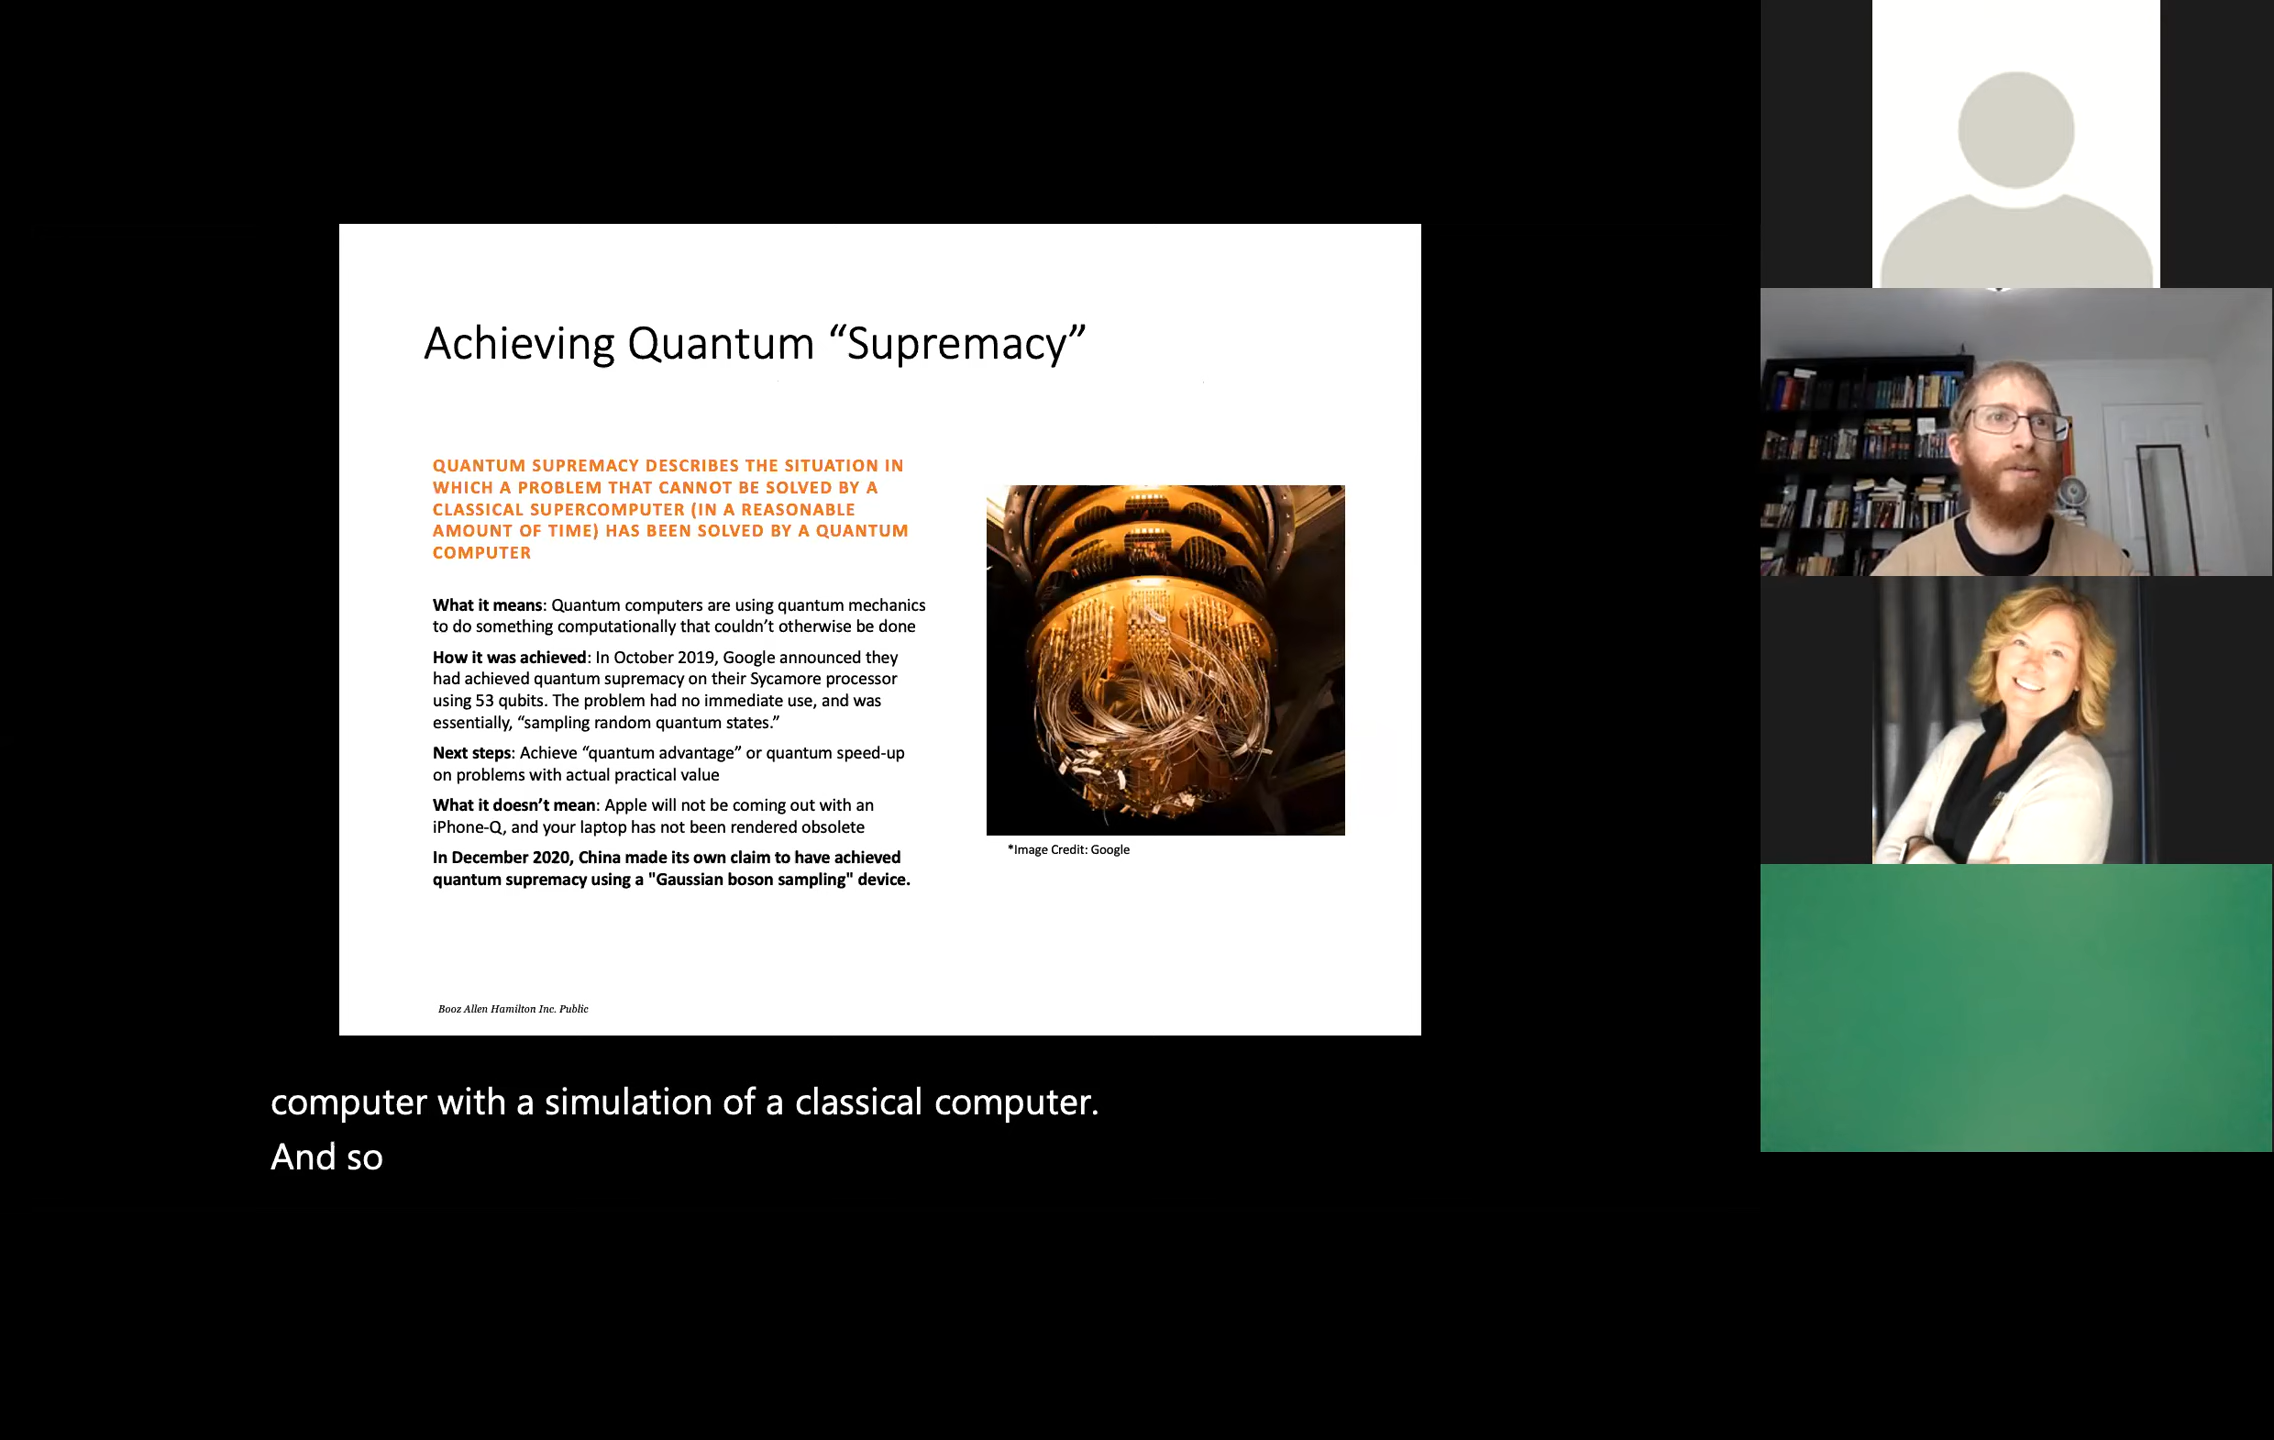 Achieving Quantum “Supremacy”
QUANTUM SUPREMACY DESCRIBES THE SITUATION IN
WHICH A PROBLEM THAT CANNOT BE SOLVED BY A
CLASSICAL SUPERCOMPUTER (IN A REASONABLE
AMOUNT OF TIME) HAS BEEN SOLVED BY A QUANTUM
COMPUTER
What it means: Quantum computers are using quantum mechanics
to do something computationally that couldn’t otherwise be done
How it was achieved: In October 2019, Google announced they
had achieved quantum supremacy on their Sycamore processor
using 53 qubits. The problem had no immediate use, and was
essentially, “sampling random quantum states.”
Next steps: Achieve “quantum advantage” or quantum speed-up
on problems with actual practical value
What it doesn’t mean: Apple will not be coming out with an
iPhone-Q, and your laptop has not been rendered obsolete
In December 2020, China made its own claim to have achieved
quantum supremacy using a "Gaussian boson sampling" device.
*Image Credit: Google
Booz Allen Hamilton Inc. Public
computer with a simulation of a classical computer.
And so